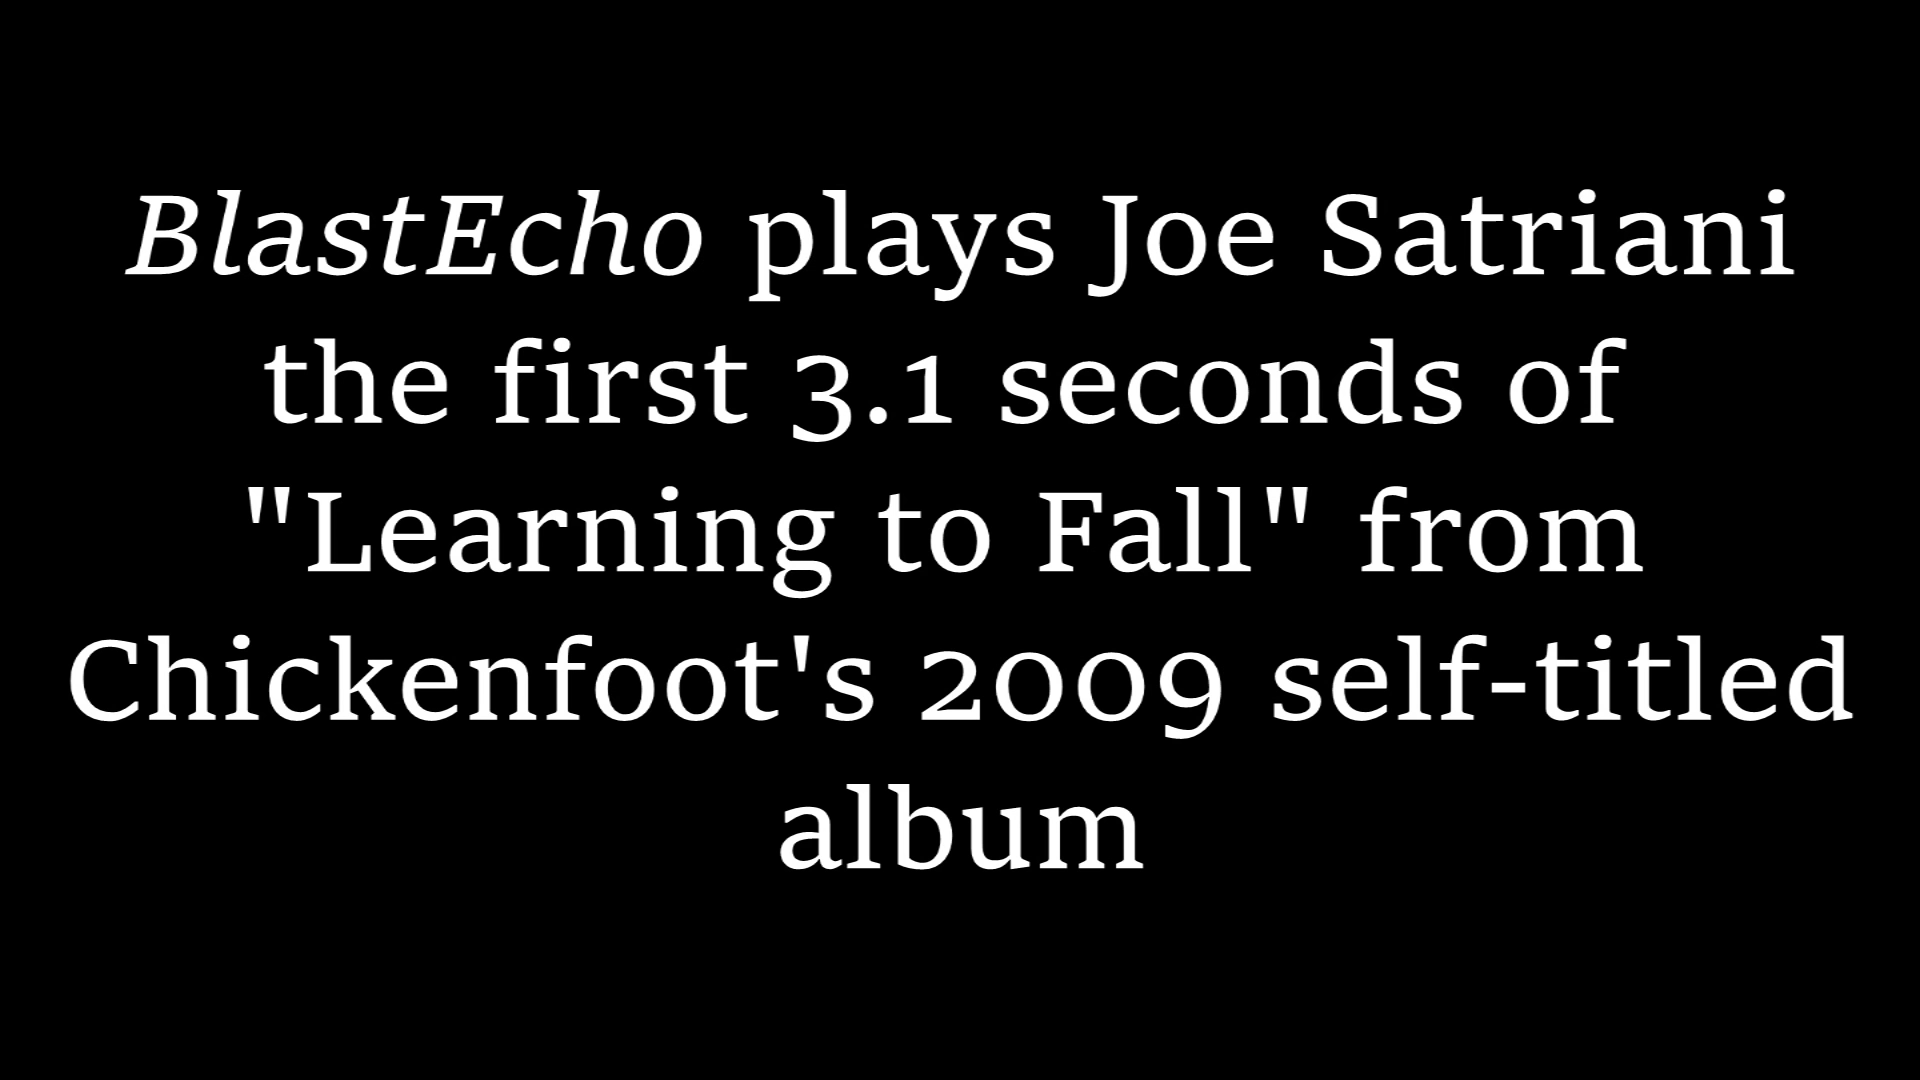 BlastEcho plays Joe Satriani
the first 3.1 seconds of
"Learning to Fall" from
Chickenfoot's 2009 self-titled
album